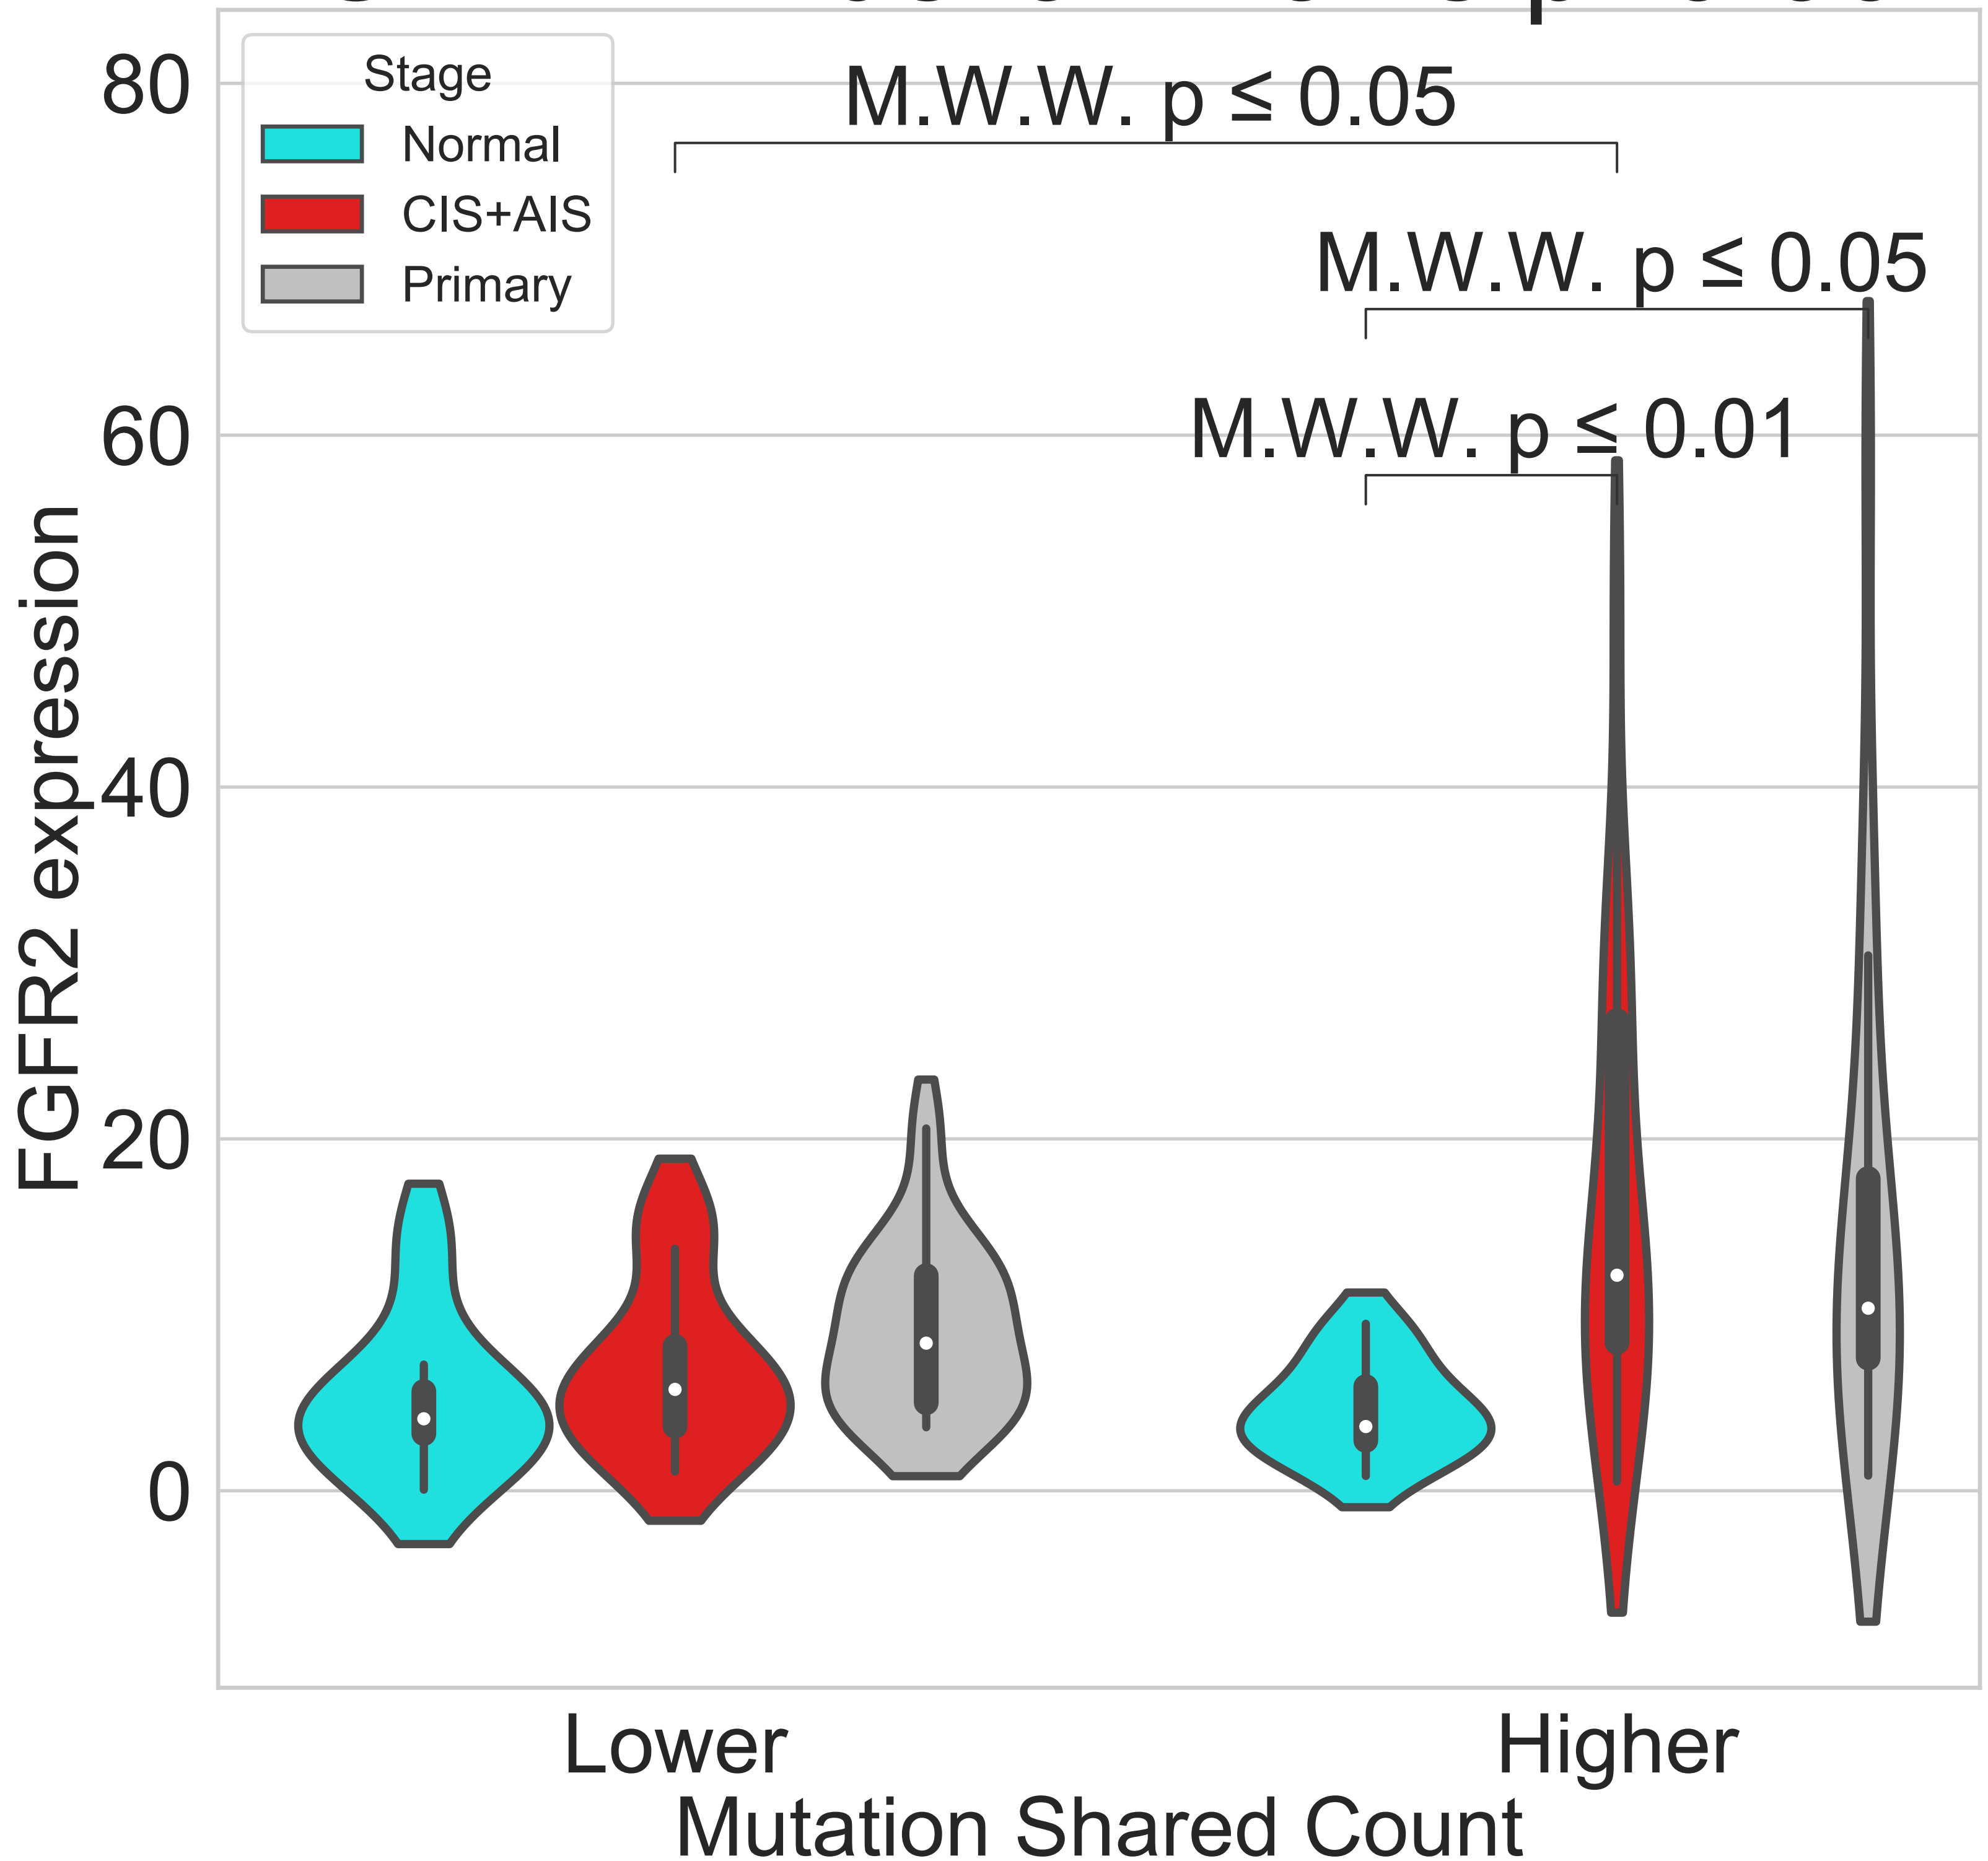 80
60
40
20
0
FGFR2 expression
Stage
Normal
CIS+AIS
Primary
M.W.W. p ≤ 0.05
M.W.W. p ≤ 0.05
M.W.W. p ≤ 0.01
Lower
Higher
Mutation Shared Count